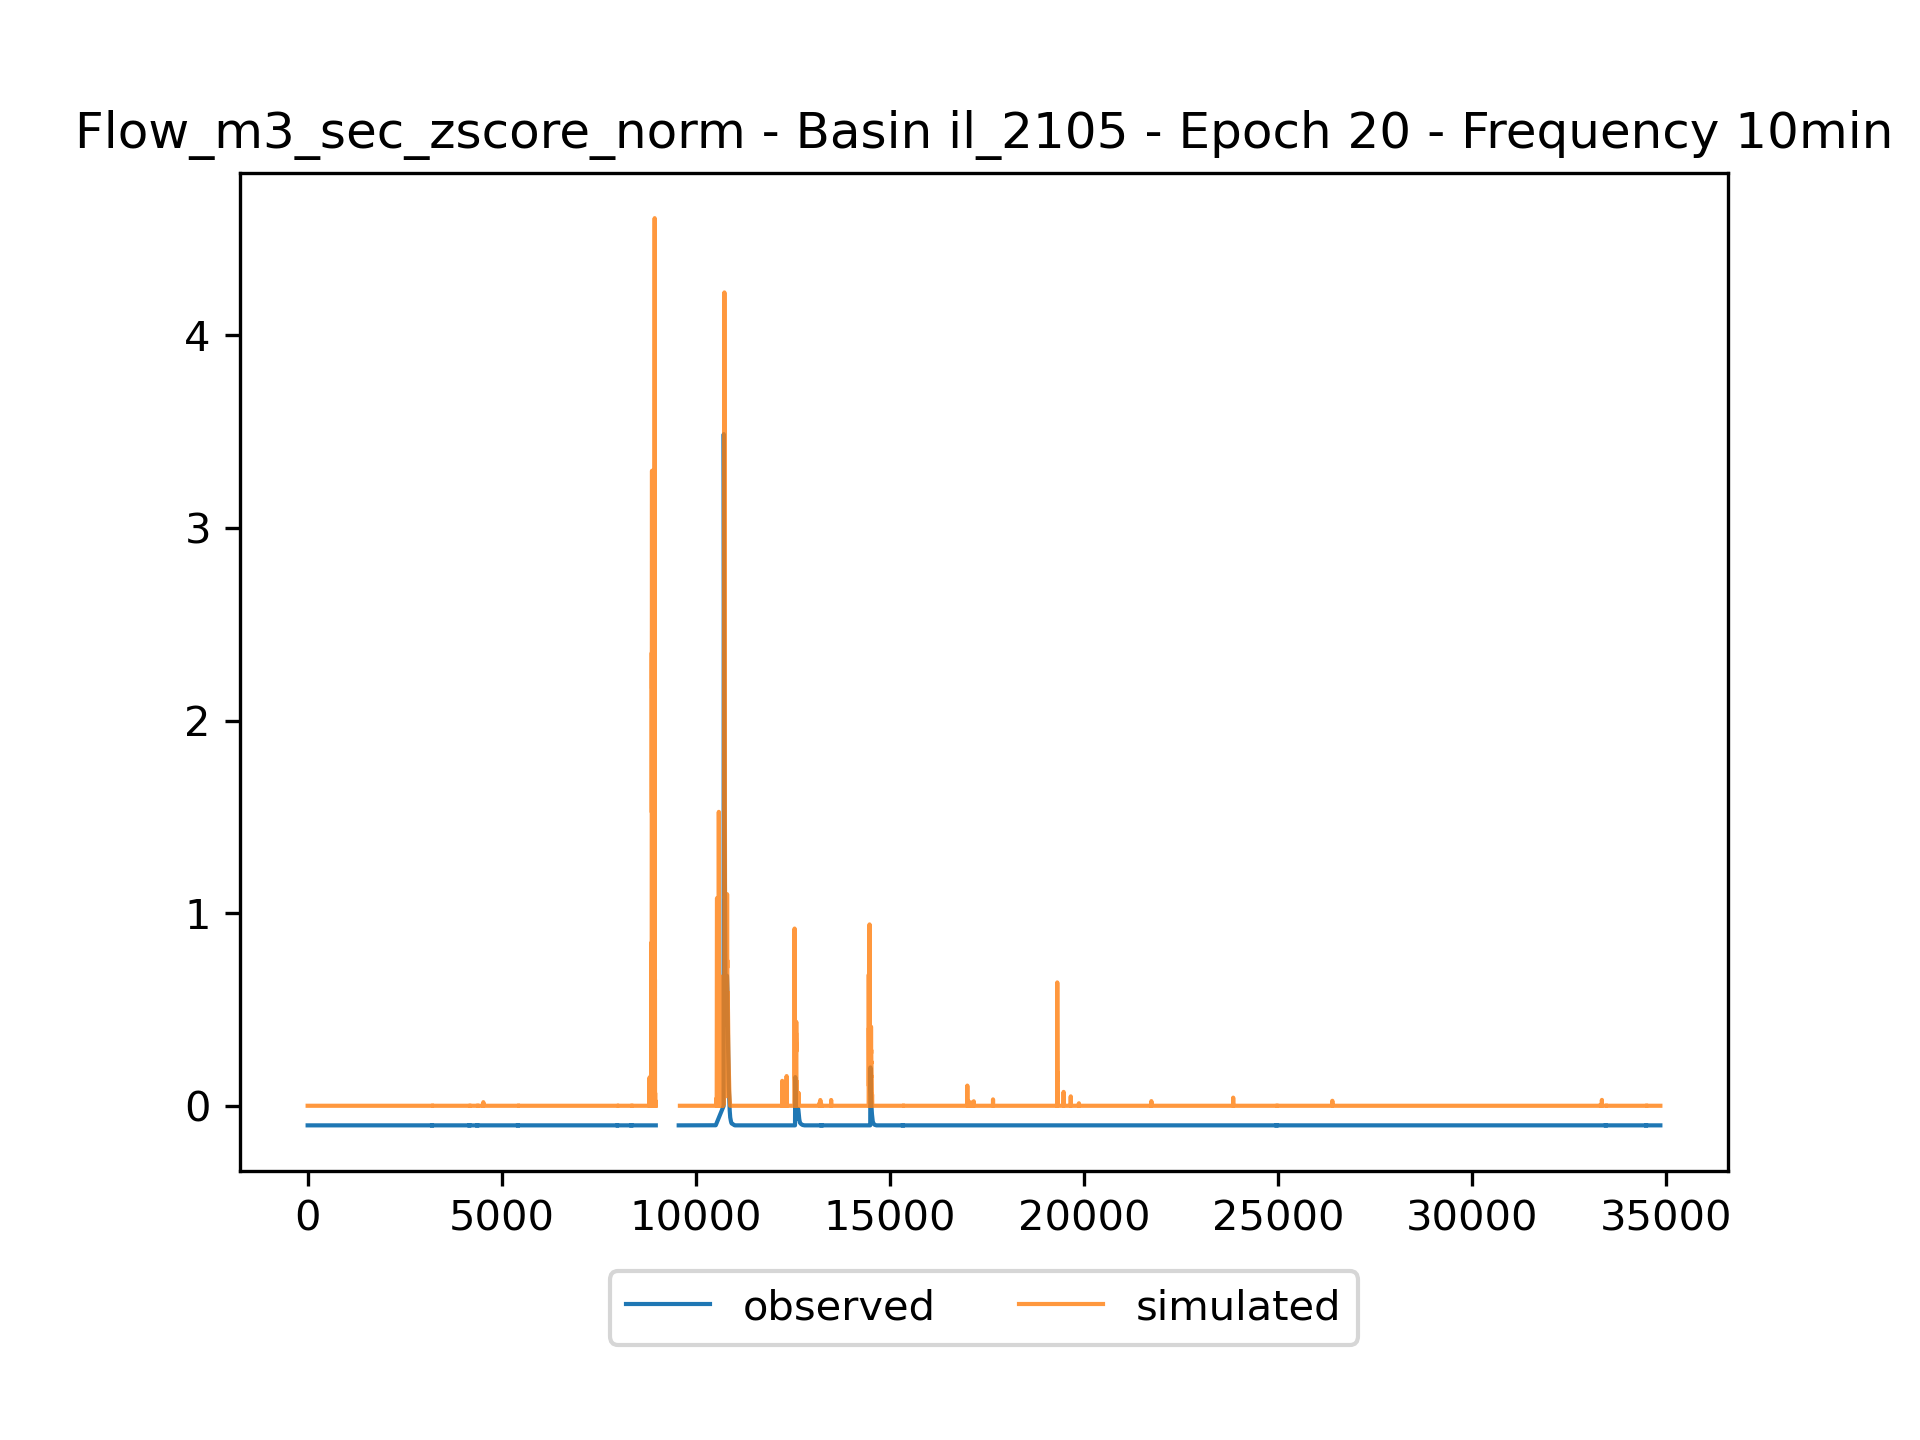 Flow_m3_sec_zscore_norm - Basin il_2105 - Epoch 20 - Frequency 10min
4
3
2
1
0
0 5000 10000 15000 20000 25000 30000 35000
observed simulated